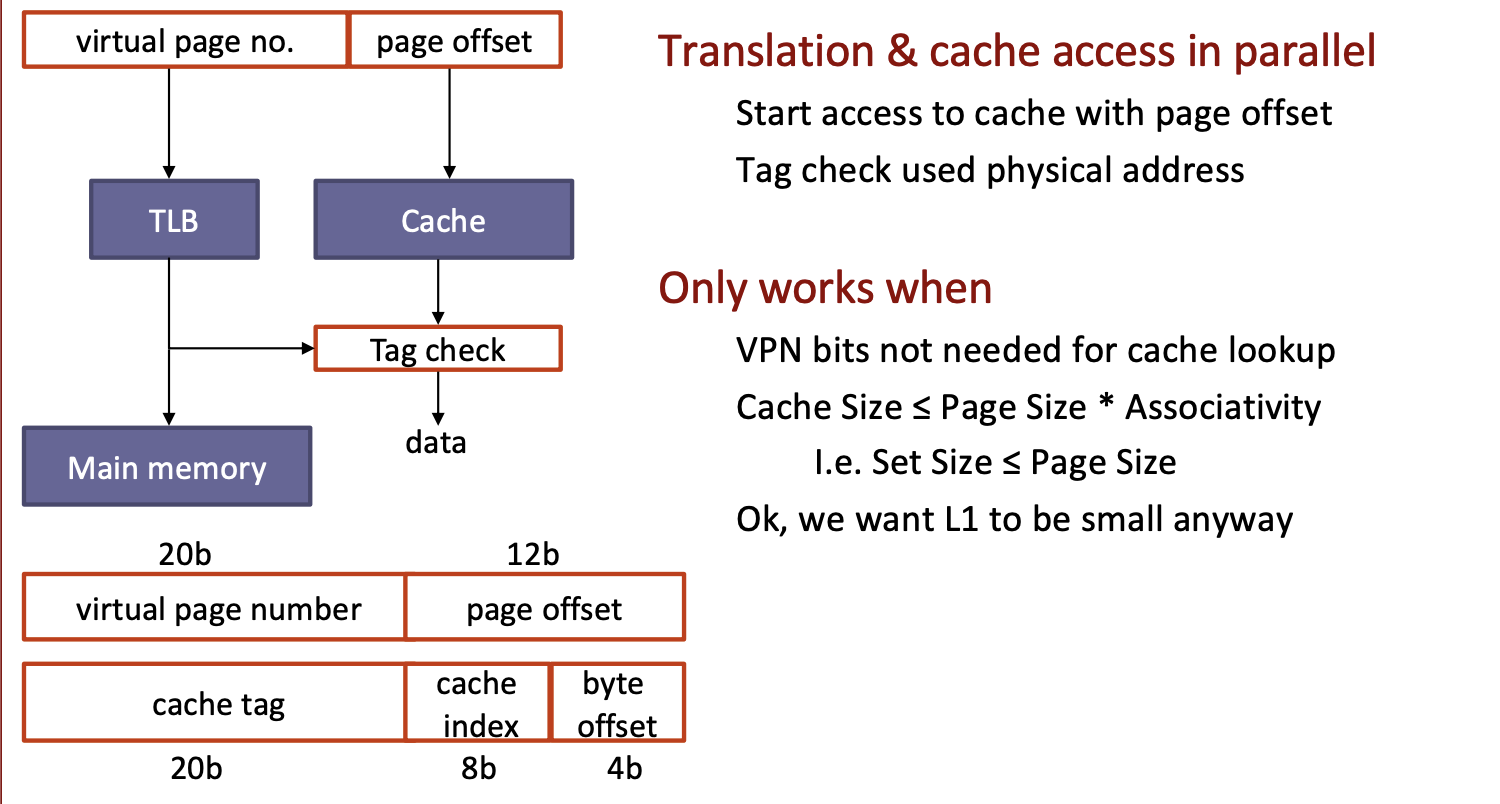 virtual page no.
page offset
TLB
Cache
Tag check
data
Main memory
20b
12b
virtual page number
page offset
cache tag
cache
index
byte
offset
20b
8b
4b
Translation & cache access in parallel
Start access to cache with page offset
Tag check used physical address
Only works when
VPN bits not needed for cache lookup
Cache Size ≤ Page Size * Associativity
I.e. Set Size ≤ Page Size
Ok, we want L1 to be small anyway